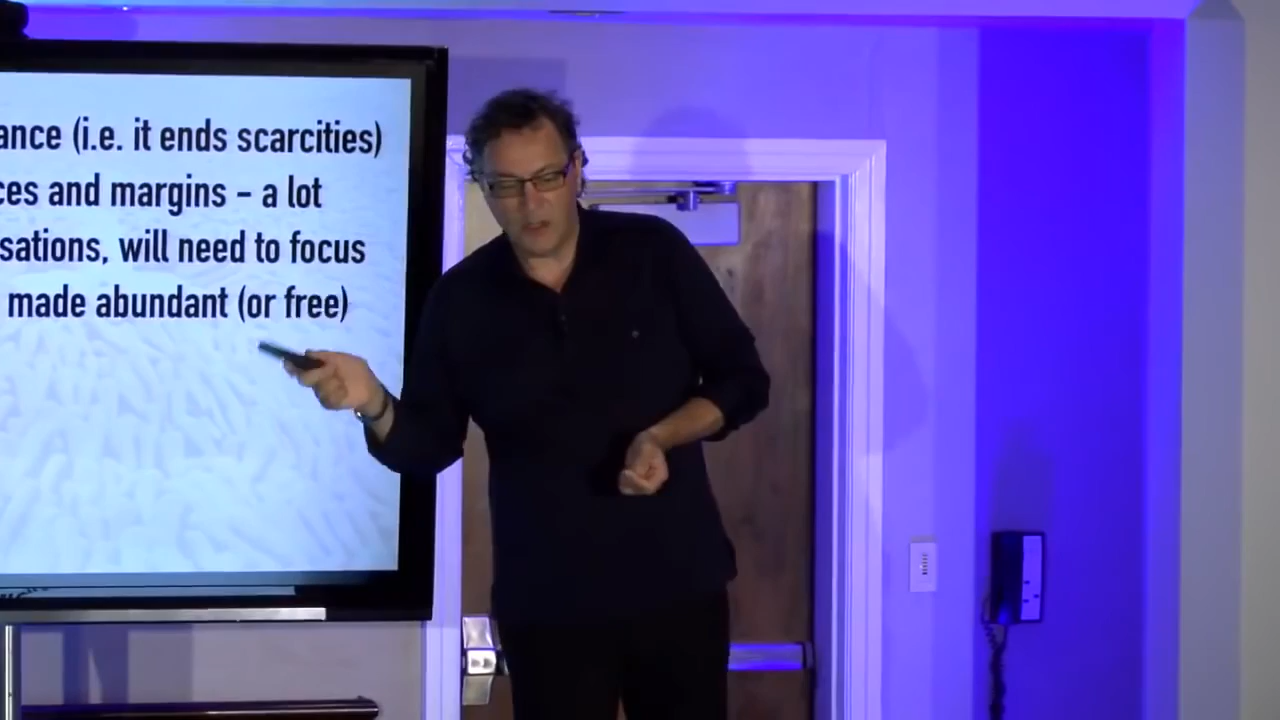 ance (i.e. it ends scarcities)
ces and margins – a lot
sations, will need to focus
made abundant (or free)